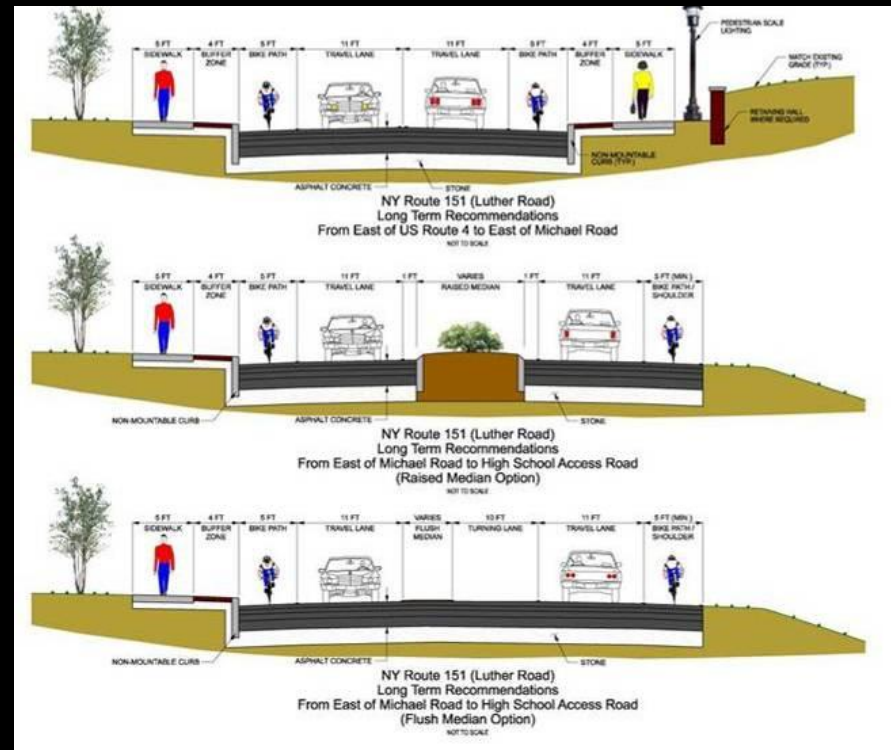 5 FT 4 FT 5 FT 11 FT 11 FT 5 FT 4 FT 5 FT
SIDEWALK BUFFER ZONE BIKE PATH TRAVEL LANE TRAVEL LANE BIKE PATH BUFFER ZONE SIDEWALK
PEDESTRIAN SCALE
LIGHTING
MATCH EXISTING
GRADE (TYP.)
RETAINING WALL
WHERE REQUIRED
NON-MOUNTABLE
CURB (TYP.)
ASPHALT CONCRETE
STONE
NY Route 151 (Luther Road)
Long Term Recommendations
From East of US Route 4 to East of Michael Road
NOT TO SCALE
5 FT 4 FT 5 FT 11 FT 1 FT VARIES 1 FT 11 FT 5 FT (MIN.)
SIDEWALK BUFFER ZONE BIKE PATH TRAVEL LANE RAISED MEDIAN TRAVEL LANE BIKE PATH / SHOULDER
NON-MOUNTABLE CURB
ASPHALT CONCRETE
STONE
NY Route 151 (Luther Road)
Long Term Recommendations
From East of Michael Road to High School Access Road
(Raised Median Option)
NOT TO SCALE
5 FT 4 FT 5 FT 11 FT VARIES 10 FT 11 FT 5 FT (MIN.)
SIDEWALK BUFFER ZONE BIKE PATH TRAVEL LANE FLUSH MEDIAN TURNING LANE TRAVEL LANE BIKE PATH / SHOULDER
NON-MOUNTABLE CURB
ASPHALT CONCRETE
STONE
NY Route 151 (Luther Road)
Long Term Recommendations
From East of Michael Road to High School Access Road
(Flush Median Option)
NOT TO SCALE